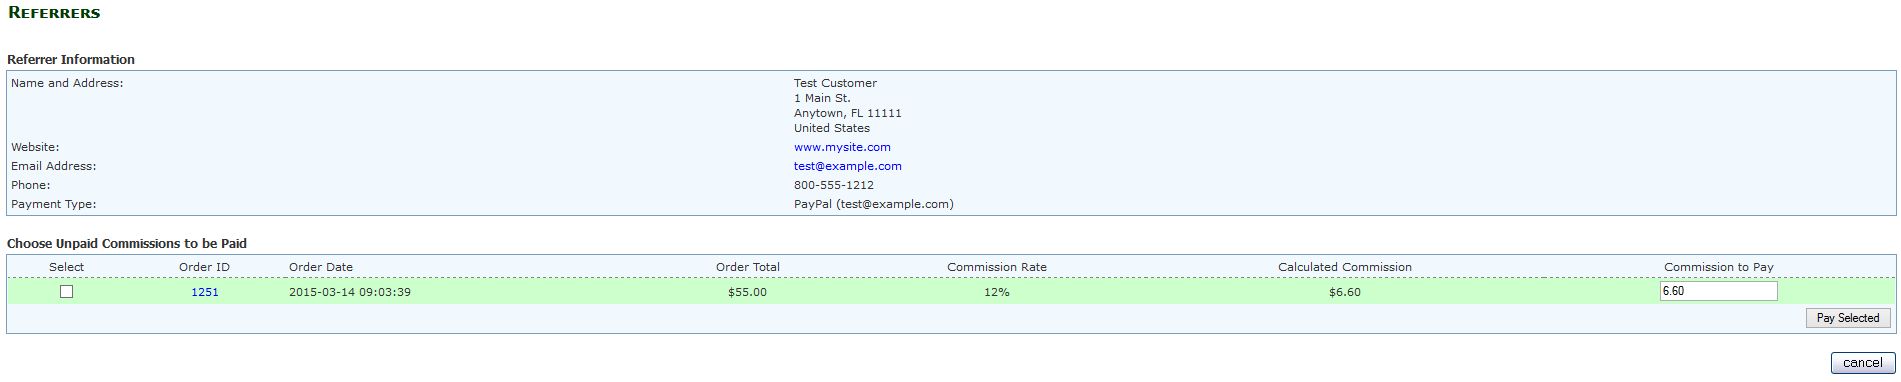 REFERRERS
Referrer Information
Name and Address: Test Customer
1 Main St.
Anytown, FL 11111
United States
Website: www.mysite.com
Email Address: test@example.com
Phone: 800-555-1212
Payment Type: PayPal (test@example.com)
Choose Unpaid Commissions to be Paid
Select Order ID Order Date Order Total Commission Rate Calculated Commission Commission to Pay
1251 2015-03-14 09:03:39 $55.00 12% $6.60 6.60
Pay Selected
cancel